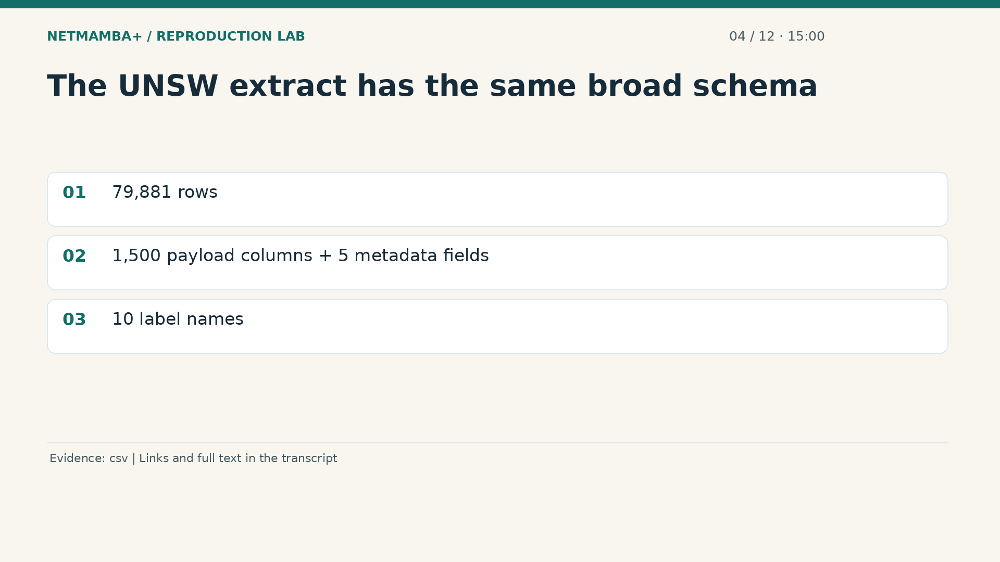 NETMAMBA+ / REPRODUCTION LAB
04 / 12 · 15:00
The UNSW extract has the same broad schema
01 79,881 rows
02 1,500 payload columns + 5 metadata fields
03 10 label names
Evidence: csv | Links and full text in the transcript